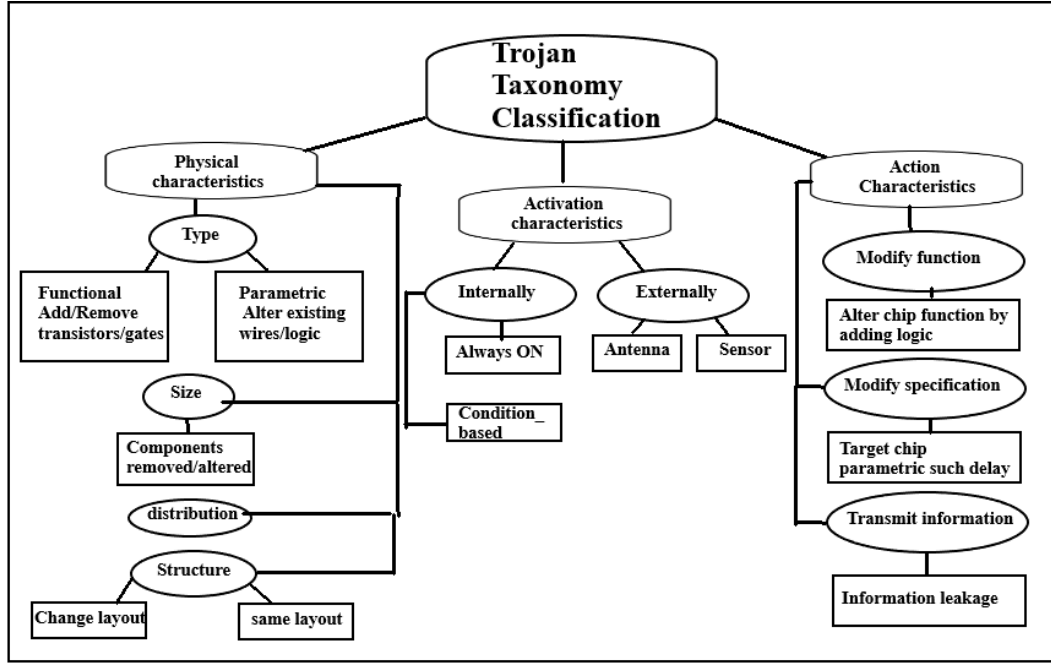 Trojan
Taxonomy
Classification
Physical
characteristics
Type
Functional
Add/Remove
transistors/gates
Parametric
Alter existing
wires/logic
Size
Components
removed/altered
distribution
Structure
Change layout
same layout
Activation
characteristics
Internally
Always ON
Condition_
based
Externally
Antenna
Sensor
Action
Characteristics
Modify function
Alter chip function by
adding logic
Modify specification
Target chip
parametric such delay
Transmit information
Information leakage